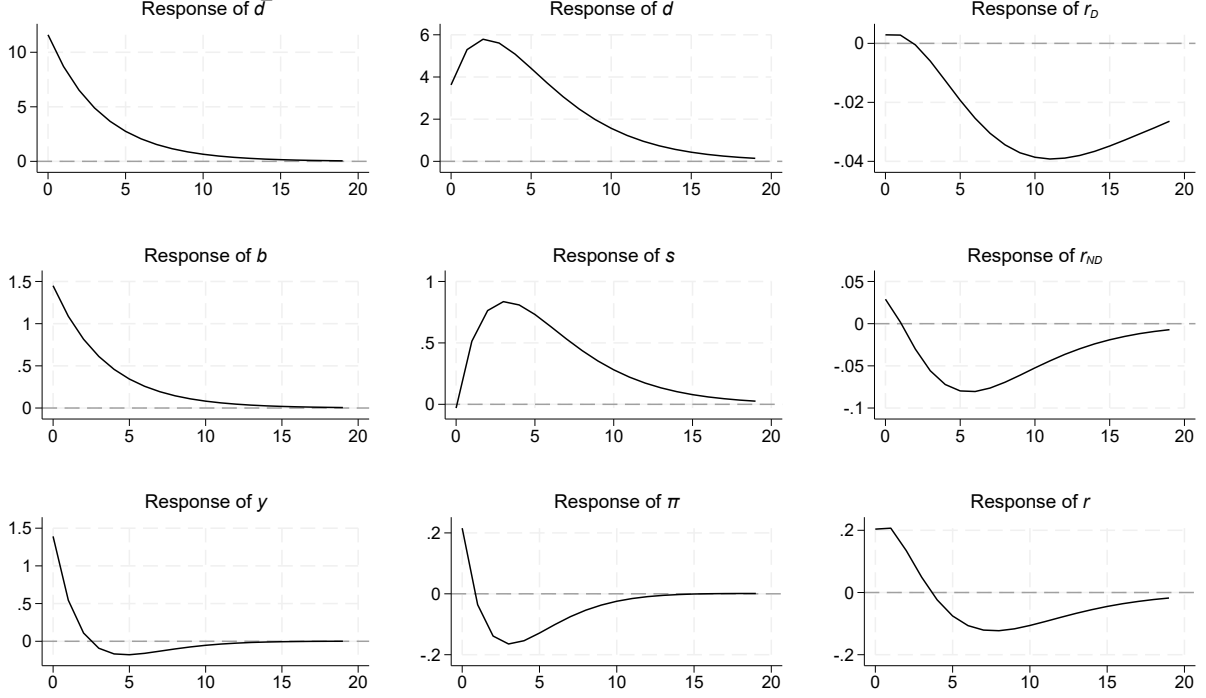 Response of d̅
Response of d
Response of r_D
10
5
0
0 5 10 15 20
6
4
2
0
0 5 10 15 20
0
-.02
-.04
0 5 10 15 20
Response of b
Response of s
Response of r_ND
1.5
1
.5
0
0 5 10 15 20
1
.5
0
0 5 10 15 20
.05
0
-.05
-.1
0 5 10 15 20
Response of y
Response of π
Response of r
1.5
1
.5
0
0 5 10 15 20
.2
0
-.2
0 5 10 15 20
.2
0
-.2
0 5 10 15 20